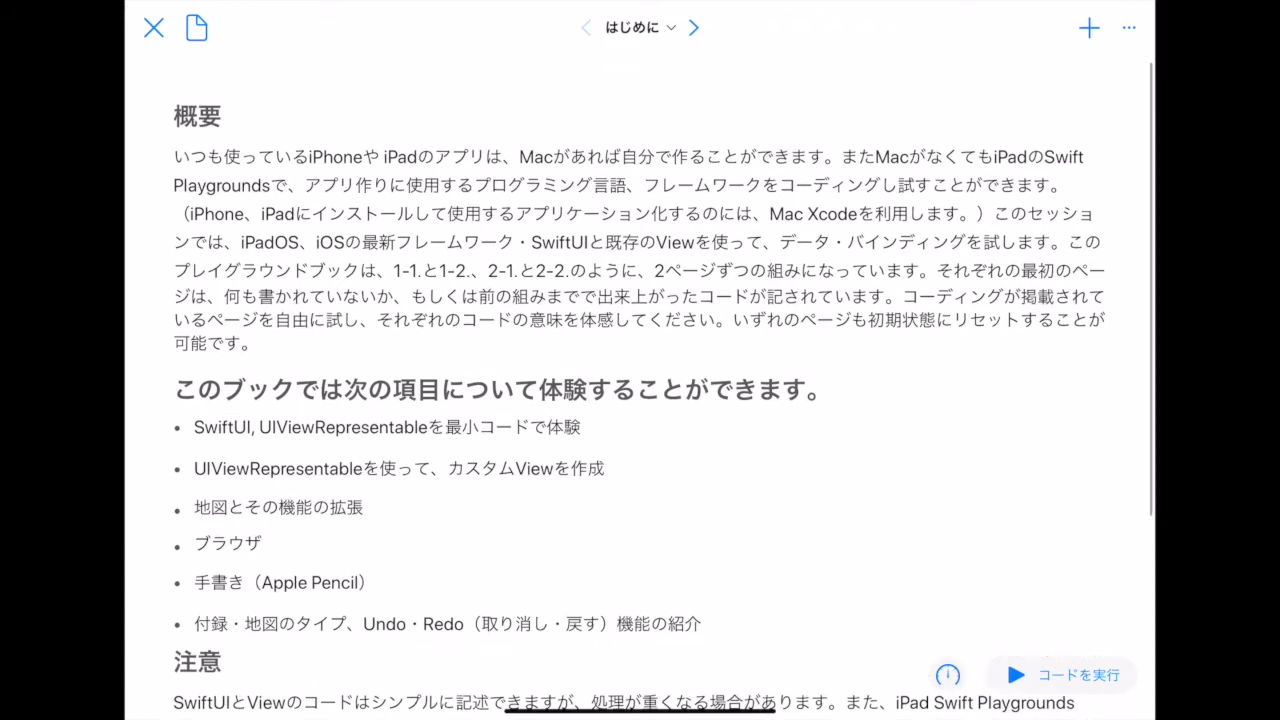 はじめに
概要
いつも使っているiPhoneや iPadのアプリは、Macがあれば自分で作ることができます。またMacがなくてもiPadのSwift
Playgroundsで、アプリ作りに使用するプログラミング言語、フレームワークをコーディングし試すことができます。
（iPhone、iPadにインストールして使用するアプリケーション化するのには、Mac Xcodeを利用します。）このセッショ
ンでは、iPadOS、iOSの最新フレームワーク・SwiftUIと既存のViewを使って、データ・バインディングを試します。この
プレイグラウンドブックは、1-1.と1-2.、2-1.と2-2.のように、2ページずつの組みになっています。それぞれの最初のペー
ジは、何も書かれていないか、もしくは前の組みまでで出来上がったコードが記されています。コーディングが掲載されて
いるページを自由に試し、それぞれのコードの意味を体感してください。いずれのページも初期状態にリセットすることが
可能です。
このブックでは次の項目について体験することができます。
• SwiftUI, UIViewRepresentableを最小コードで体験
• UIViewRepresentableを使って、カスタムViewを作成
• 地図とその機能の拡張
• ブラウザ
• 手書き（Apple Pencil）
• 付録・地図のタイプ、Undo・Redo（取り消し・戻す）機能の紹介
注意
コードを実行
SwiftUIとViewのコードはシンプルに記述できますが、処理が重くなる場合があります。また、iPad Swift Playgrounds